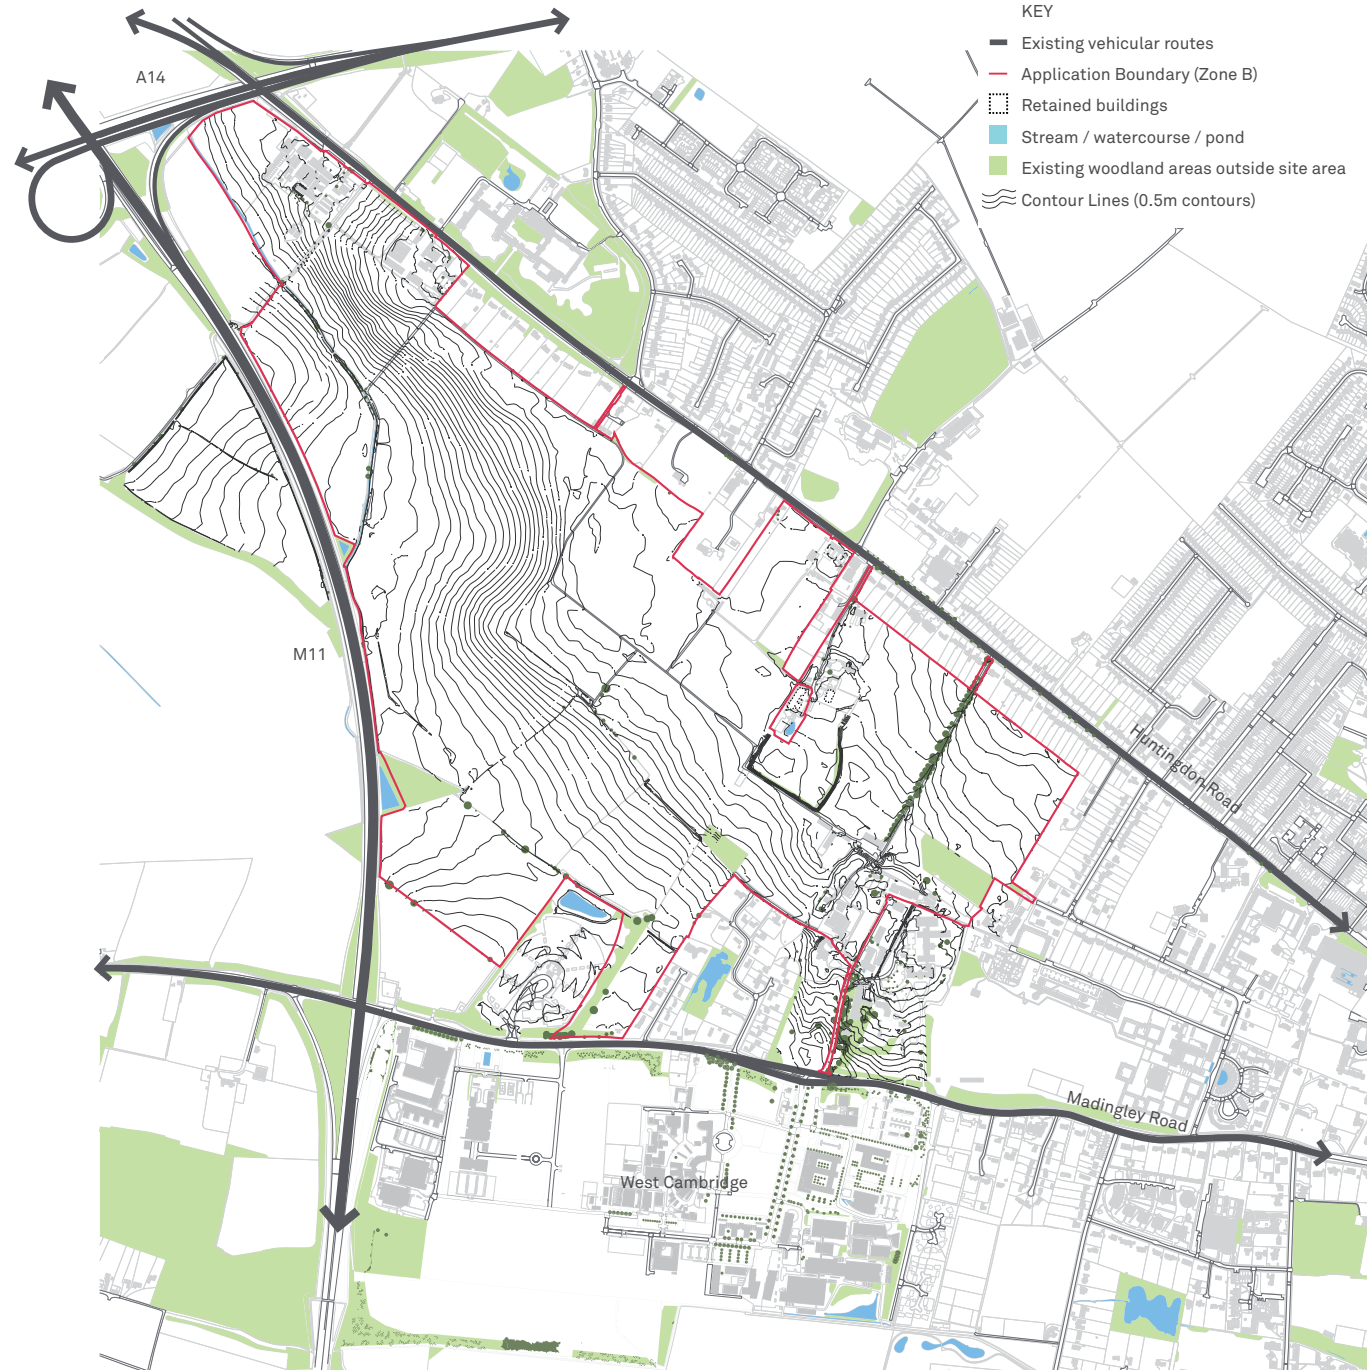 KEY
Existing vehicular routes
Application Boundary (Zone B)
Retained buildings
Stream / watercourse / pond
Existing woodland areas outside site area
Contour Lines (0.5m contours)
A14
M11
Huntingdon Road
Madingley Road
West Cambridge